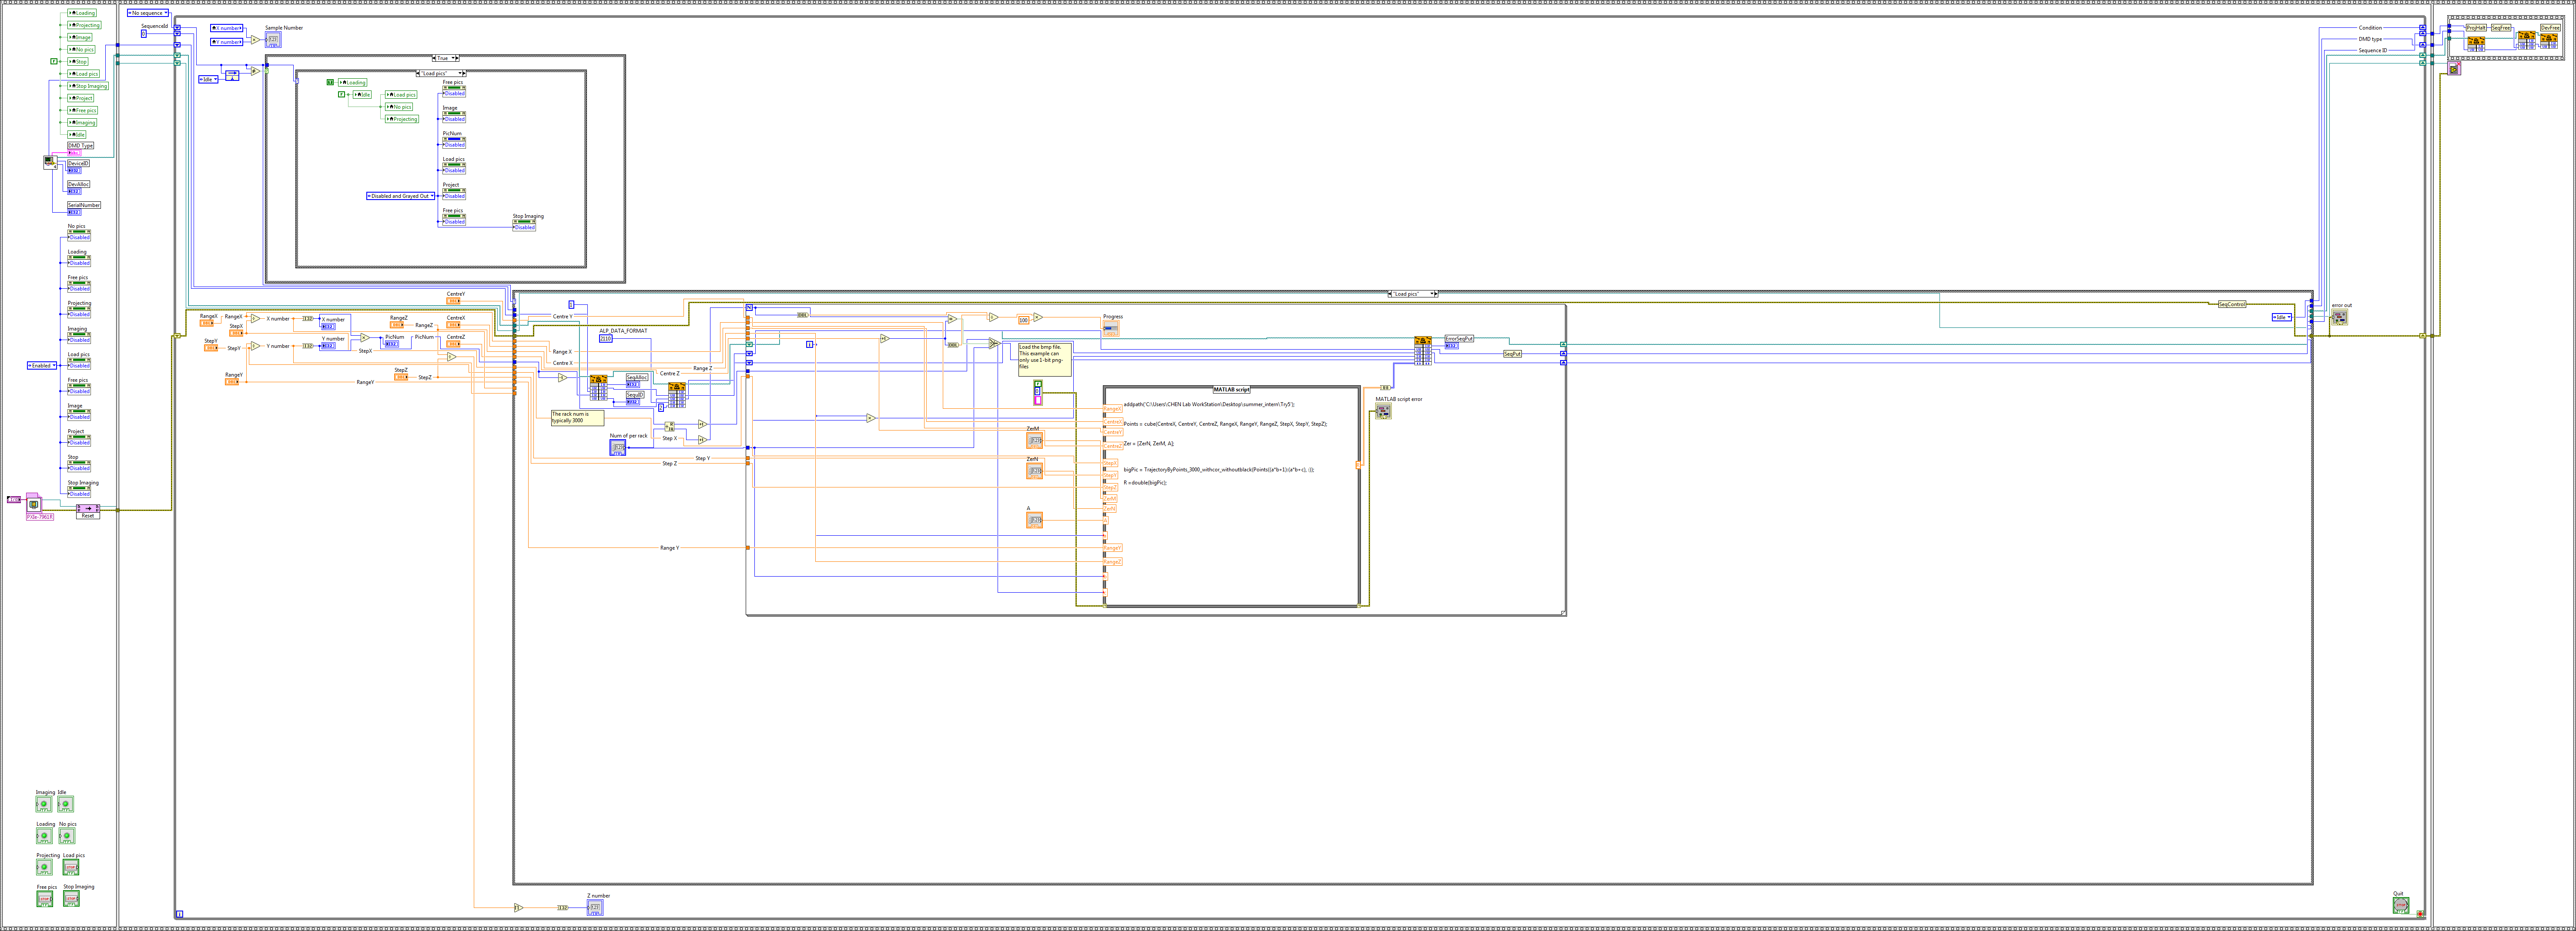 Loading
Projecting
Image
No pics
Stop
Load pics
Stop Imaging
Project
Free pics
Imaging
Idle
DMD Type
DeviceID
DevAlloc
SerialNumber
No pics
Disabled
Loading
Disabled
Free pics
Disabled
Projecting
Disabled
Imaging
Disabled
Load pics
Enabled
Disabled
Free pics
Disabled
Image
Disabled
Project
Disabled
Stop
Disabled
Stop Imaging
Disabled
PXIe-7961R
Reset
Imaging
Idle
Loading
No pics
Projecting
Load pics
Free pics
Stop Imaging
No sequence
SequenceId
X number
Y number
Sample Number
Idle
True
"Load pics"
Loading
Idle
Load pics
No pics
Projecting
Free pics
Disabled
Image
Disabled
PicNum
Disabled
Load pics
Disabled
Project
Disabled and Grayed Out
Disabled
Free pics
Disabled
Stop Imaging
Disabled
RangeX
RangeX
StepX
StepY
StepY
RangeY
X number
X number
Y number
Y number
PicNum
PicNum
StepX
RangeY
RangeZ
RangeZ
StepZ
StepZ
CentreY
CentreX
CentreZ
"Load pics"
Centre Y
ALP_DATA_FORMAT
2110
Range X
Centre X
Range Z
Centre Z
SeqAlloc
SequID
The rack num is
typically 3000
Num of per rack
Step X
Step Y
Step Z
Range Y
100
Progress
Load the bmp file.
This example can
only use 1-bit png-
files
ZerM
ZerN
A
MATLAB script
addpath('C:\Users\CHEN Lab WorkStation\Desktop\summer_intern\Try5');
Points = cube(CentreX, CentreY, CentreZ, RangeX, RangeY, RangeZ, StepX, StepY, StepZ);
Zer = [ZerN, ZerM, A];
bigPic = TrajectoryByPoints_3000_withcor_withoutblack(Points((a*b+1):(a*b+c), :));
R =double(bigPic);
MATLAB script error
ErrorSeqPut
SeqPut
SeqControl
Idle
error out
Condition
DMD type
Sequence ID
ProjHalt
SeqFree
DevFree
Z number
Quit